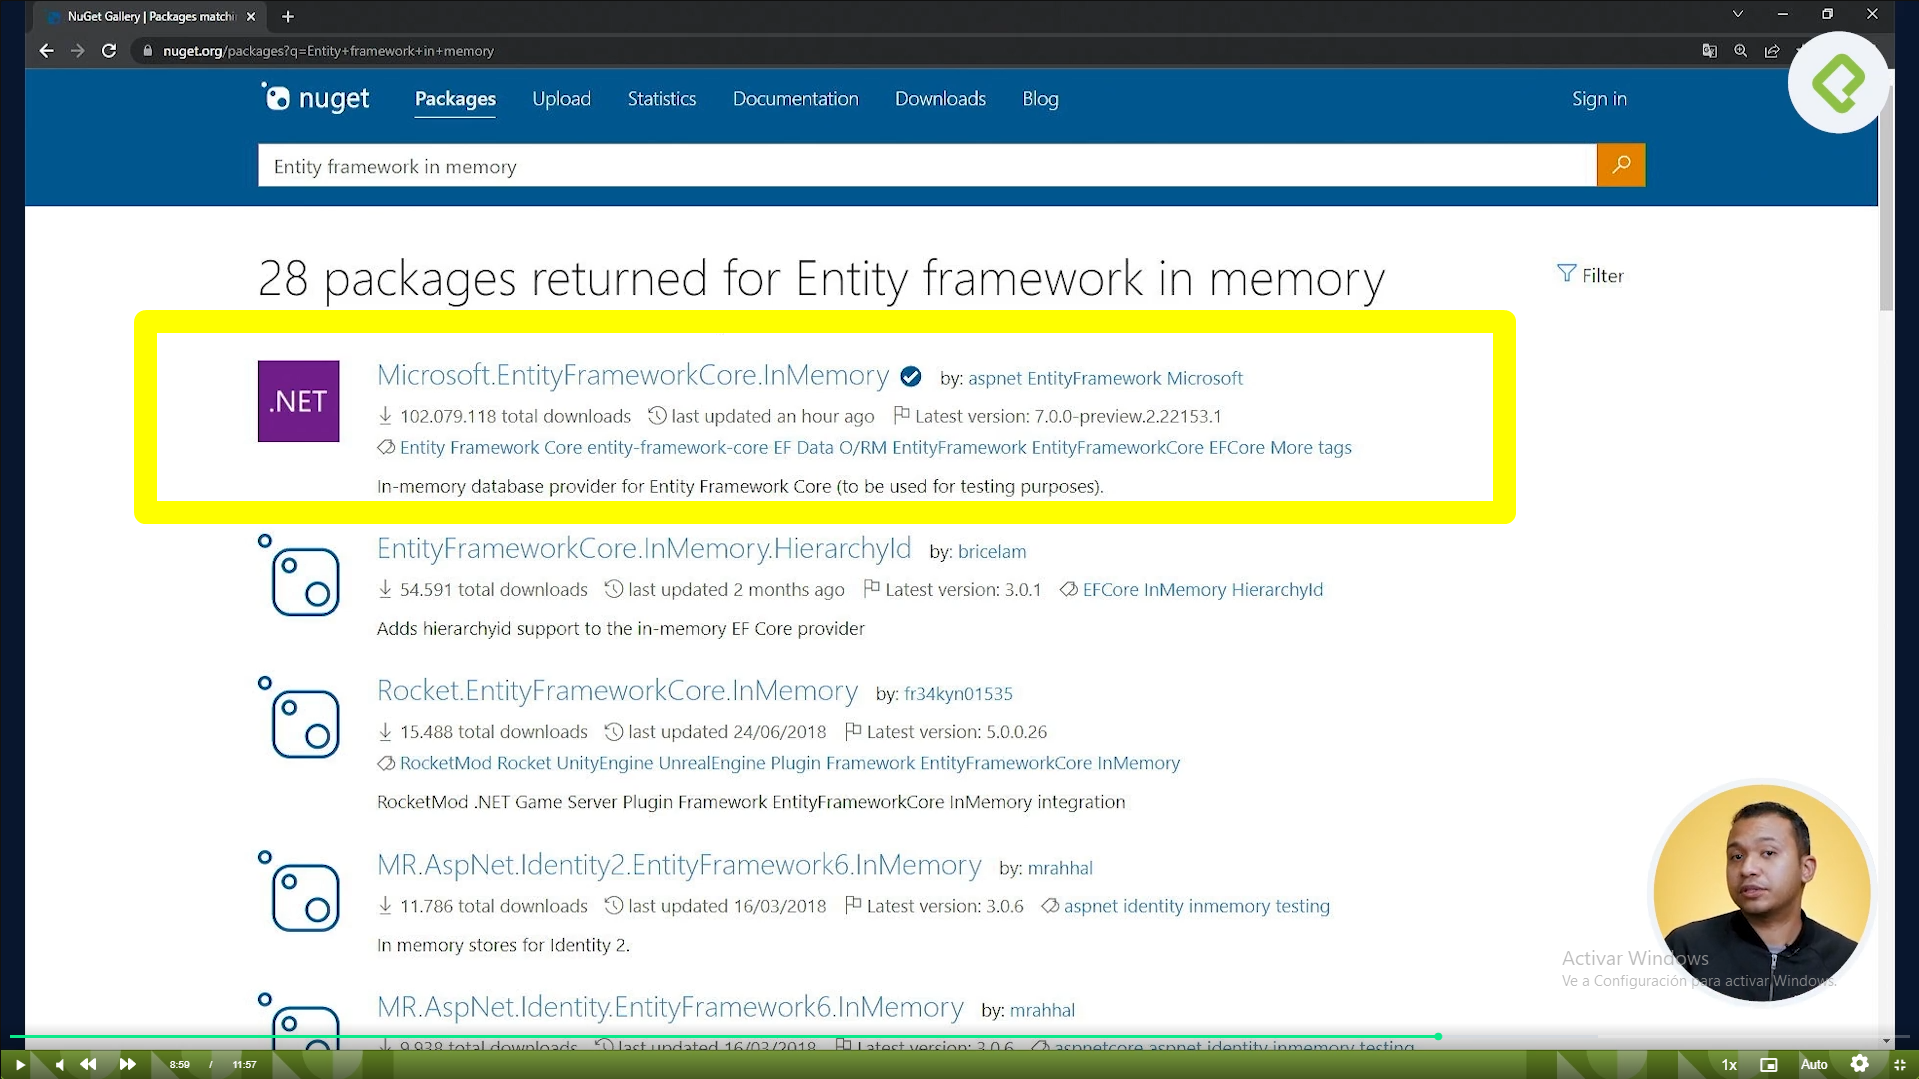 NuGet Gallery | Packages matchi
nuget.org/packages?q=Entity+framework+in+memory
nuget Packages Upload Statistics Documentation Downloads Blog Sign in
Entity framework in memory
28 packages returned for Entity framework in memory
Filter
.NET
Microsoft.EntityFrameworkCore.InMemory by: aspnet EntityFramework Microsoft
102.079.118 total downloads last updated an hour ago Latest version: 7.0.0-preview.2.22153.1
Entity Framework Core entity-framework-core EF Data O/RM EntityFramework EntityFrameworkCore EFCore More tags
In-memory database provider for Entity Framework Core (to be used for testing purposes).
EntityFrameworkCore.InMemory.HierarchyId by: bricelam
54.591 total downloads last updated 2 months ago Latest version: 3.0.1 EFCore InMemory HierarchyId
Adds hierarchyid support to the in-memory EF Core provider
Rocket.EntityFrameworkCore.InMemory by: fr34kyn01535
15.488 total downloads last updated 24/06/2018 Latest version: 5.0.0.26
RocketMod Rocket UnityEngine UnrealEngine Plugin Framework EntityFrameworkCore InMemory
RocketMod .NET Game Server Plugin Framework EntityFrameworkCore InMemory integration
MR.AspNet.Identity2.EntityFramework6.InMemory by: mrahhal
11.786 total downloads last updated 16/03/2018 Latest version: 3.0.6 aspnet identity inmemory testing
In memory stores for Identity 2.
Activar Windows
Ve a Configuración para activar Windows.
MR.AspNet.Identity.EntityFramework6.InMemory by: mrahhal
9.938 total downloads last updated 16/03/2018 Latest version: 3.0.6 aspnetcore aspnet identity inmemory testing
8:59 / 11:57 1x Auto